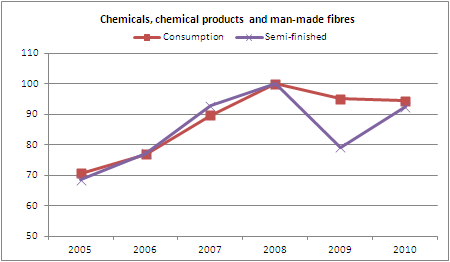 Chemicals, chemical products and man-made fibres
Consumption Semi-finished
110
100
90
80
70
60
50
2005 2006 2007 2008 2009 2010